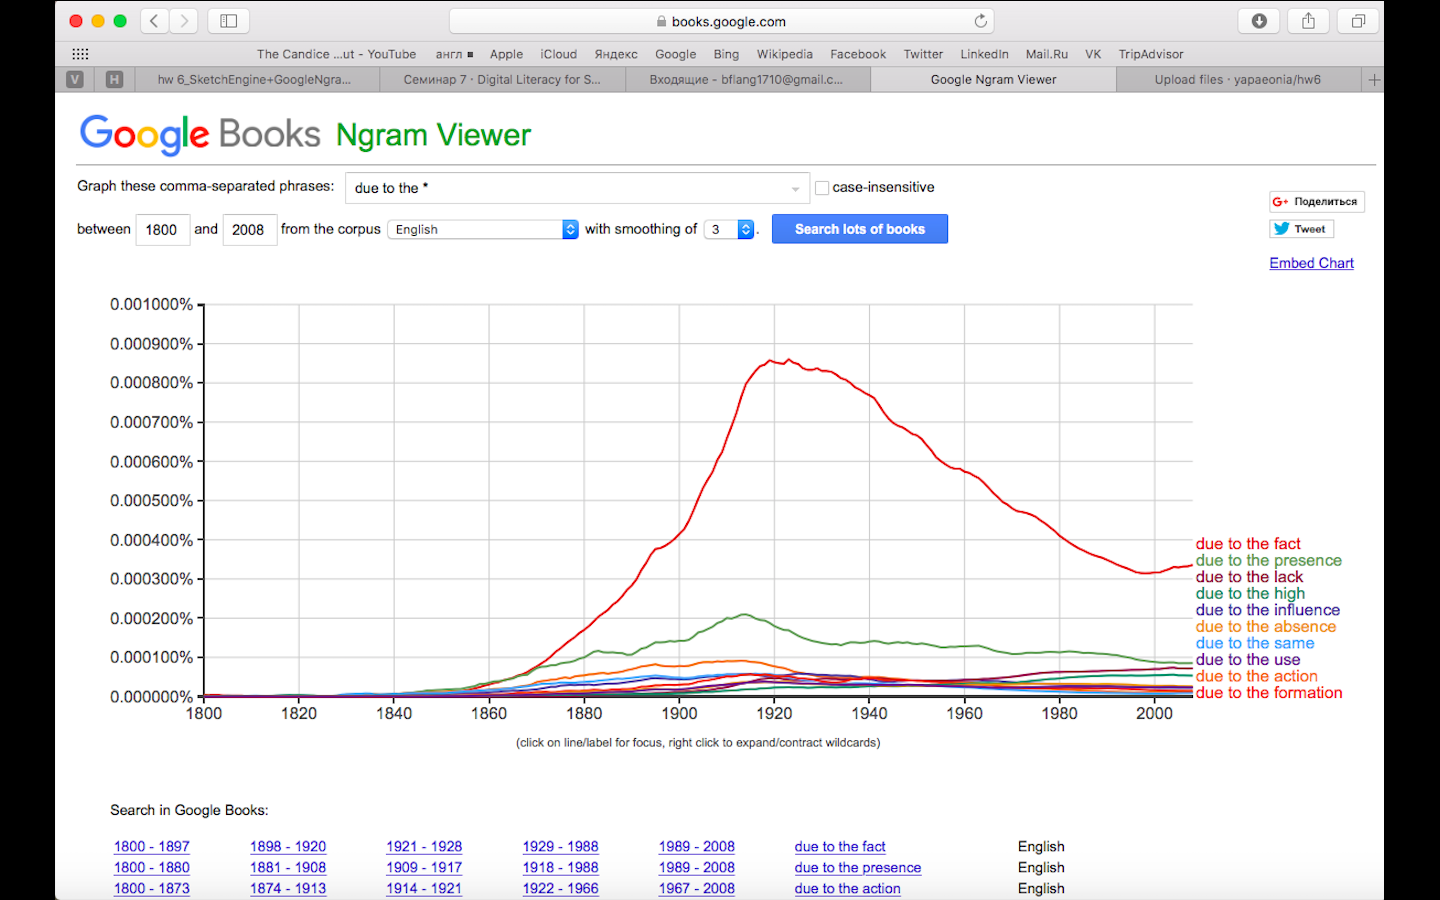 books.google.com
The Candice ...ut - YouTube англ Apple iCloud Яндекс Google Bing Wikipedia Facebook Twitter LinkedIn Mail.Ru VK TripAdvisor
V H hw 6_SketchEngine+GoogleNgra... Семинар 7 · Digital Literacy for S... Входящие - bflang1710@gmail.c... Google Ngram Viewer Upload files · yapaeonia/hw6
Google Books Ngram Viewer
Graph these comma-separated phrases: due to the * case-insensitive
G+ Поделиться
between 1800 and 2008 from the corpus English with smoothing of 3 . Search lots of books
Tweet
Embed Chart
0.001000%
0.000900%
0.000800%
0.000700%
0.000600%
0.000500%
0.000400%
0.000300%
0.000200%
0.000100%
0.000000%
due to the fact
due to the presence
due to the lack
due to the high
due to the influence
due to the absence
due to the same
due to the use
due to the action
due to the formation
1800 1820 1840 1860 1880 1900 1920 1940 1960 1980 2000
(click on line/label for focus, right click to expand/contract wildcards)
Search in Google Books:
1800 - 1897 1898 - 1920 1921 - 1928 1929 - 1988 1989 - 2008 due to the fact English
1800 - 1880 1881 - 1908 1909 - 1917 1918 - 1988 1989 - 2008 due to the presence English
1800 - 1873 1874 - 1913 1914 - 1921 1922 - 1966 1967 - 2008 due to the action English